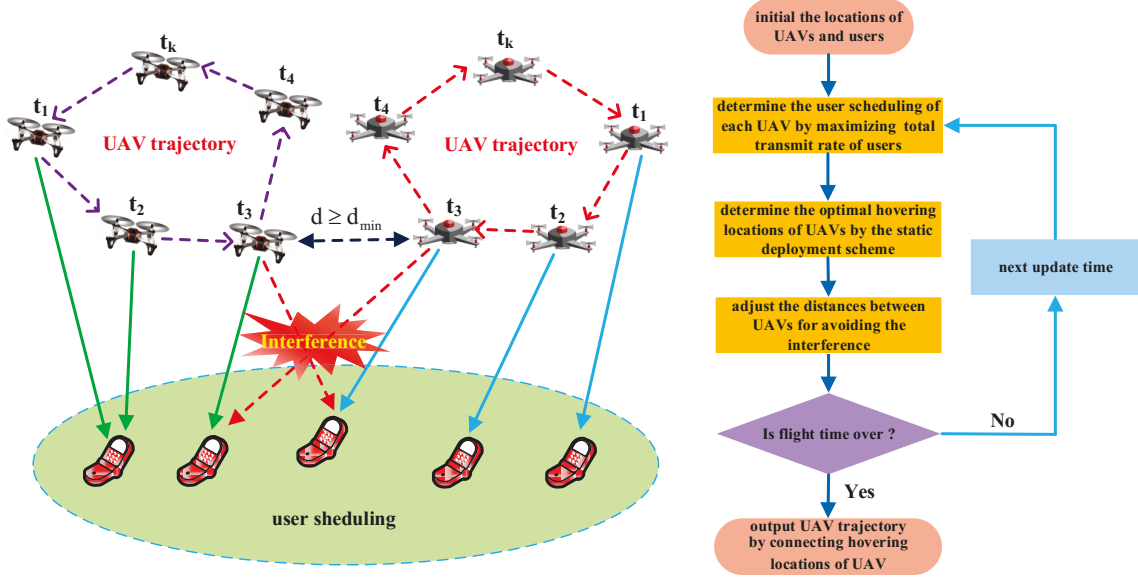 t_k
t_4
t_1
UAV trajectory
t_2
t_3
t_k
t_4
t_1
UAV trajectory
t_3
t_2
d ≥ d_min
Interference
user sheduling
initial the locations of
UAVs and users
determine the user scheduling of
each UAV by maximizing total
transmit rate of users
determine the optimal hovering
locations of UAVs by the static
deployment scheme
next update time
adjust the distances between
UAVs for avoiding the
interference
Is flight time over ?
No
Yes
output UAV trajectory
by connecting hovering
locations of UAV